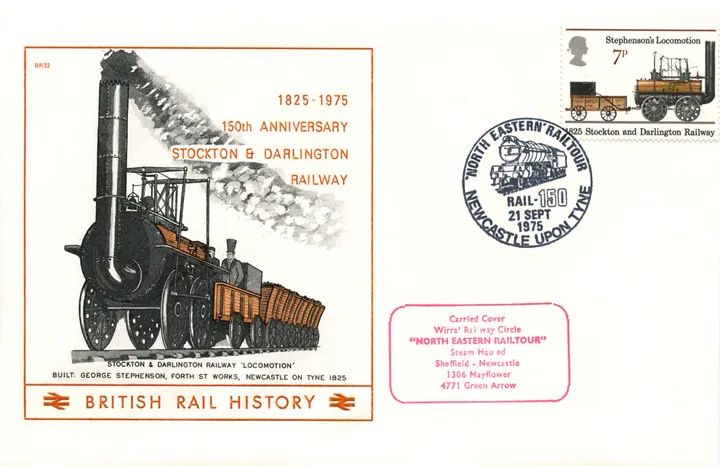 BR32
1825-1975
150th ANNIVERSARY
STOCKTON & DARLINGTON
RAILWAY
STOCKTON & DARLINGTON RAILWAY 'LOCOMOTION'
BUILT: GEORGE STEPHENSON, FORTH ST WORKS, NEWCASTLE ON TYNE 1825
BRITISH RAIL HISTORY
Stephenson's Locomotion
7P
1825 Stockton and Darlington Railway
'NORTH EASTERN' RAILTOUR
RAIL-150
21 SEPT
1975
NEWCASTLE UPON TYNE
Carried Cover
Wirral Railway Circle
"NORTH EASTERN RAILTOUR"
Steam Hauled
Sheffield - Newcastle
1306 Mayflower
4771 Green Arrow